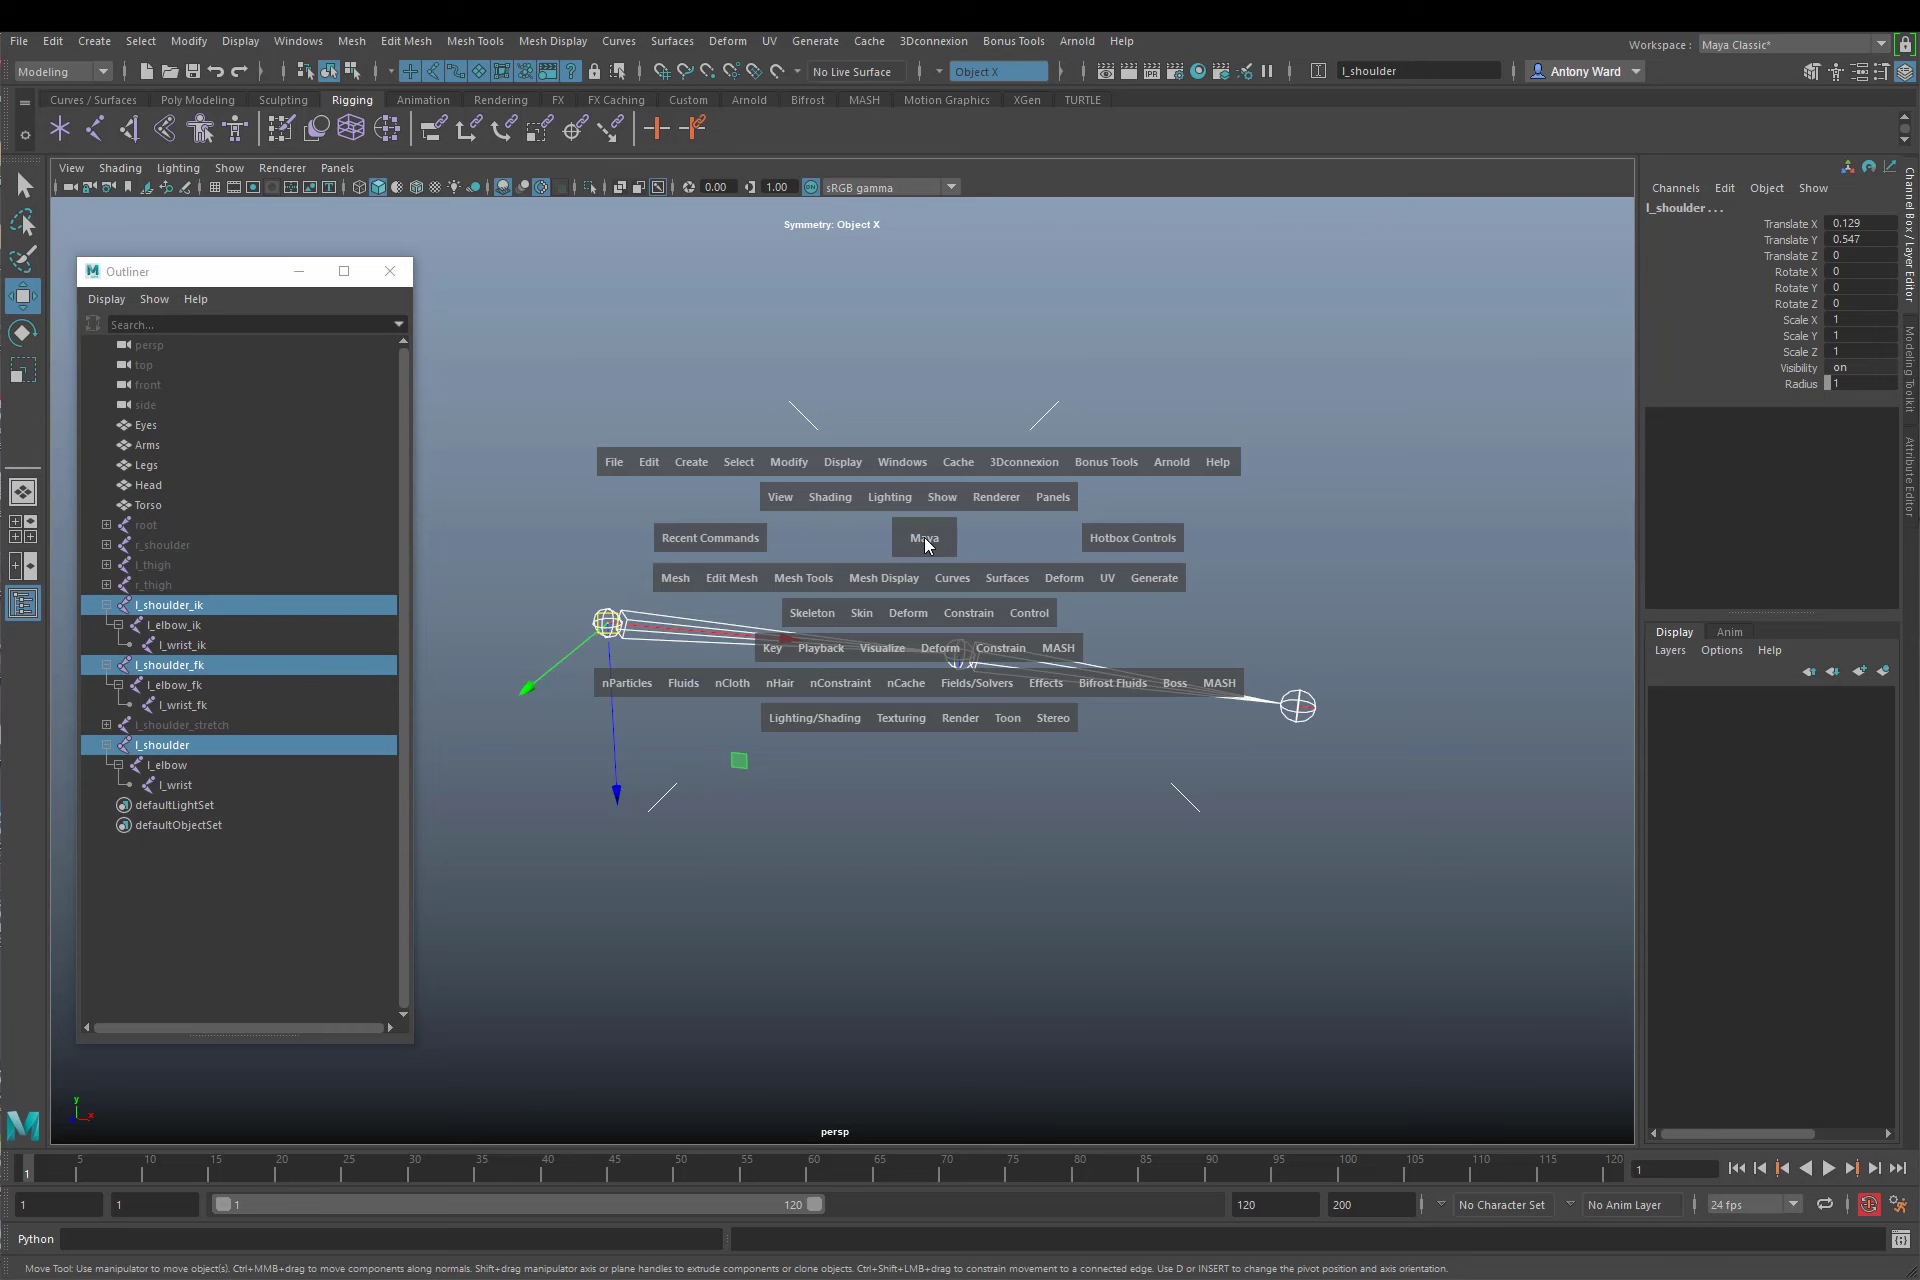 File Edit Create Select Modify Display Windows Mesh Edit Mesh Mesh Tools Mesh Display Curves Surfaces Deform UV Generate Cache 3Dconnexion Bonus Tools Arnold Help
Workspace : Maya Classic*
Modeling No Live Surface Object X l_shoulder Antony Ward
Curves / Surfaces Poly Modeling Sculpting Rigging Animation Rendering FX FX Caching Custom Arnold Bifrost MASH Motion Graphics XGen TURTLE
IPR
View Shading Lighting Show Renderer Panels
0.00 1.00 ON sRGB gamma
Symmetry: Object X
Outliner
Display Show Help
Search...
persp
top
front
side
Eyes
Arms
Legs
Head
Torso
root
r_shoulder
l_thigh
r_thigh
l_shoulder_ik
l_elbow_ik
l_wrist_ik
l_shoulder_fk
l_elbow_fk
l_wrist_fk
l_shoulder_stretch
l_shoulder
l_elbow
l_wrist
defaultLightSet
defaultObjectSet
File Edit Create Select Modify Display Windows Cache 3Dconnexion Bonus Tools Arnold Help
View Shading Lighting Show Renderer Panels
Recent Commands Maya Hotbox Controls
Mesh Edit Mesh Mesh Tools Mesh Display Curves Surfaces Deform UV Generate
Skeleton Skin Deform Constrain Control
Key Playback Visualize Deform Constrain MASH
nParticles Fluids nCloth nHair nConstraint nCache Fields/Solvers Effects Bifrost Fluids Boss MASH
Lighting/Shading Texturing Render Toon Stereo
y
x
persp
Channels Edit Object Show
l_shoulder . . .
Translate X 0.129
Translate Y 0.547
Translate Z 0
Rotate X 0
Rotate Y 0
Rotate Z 0
Scale X 1
Scale Y 1
Scale Z 1
Visibility on
Radius 1
Channel Box / Layer Editor
Modeling Toolkit
Attribute Editor
Display Anim
Layers Options Help
1 5 10 15 20 25 30 35 40 45 50 55 60 65 70 75 80 85 90 95 100 105 110 115 120 1
1 1 1 120 120 200 No Character Set No Anim Layer 24 fps
Python
Move Tool: Use manipulator to move object(s). Ctrl+MMB+drag to move components along normals. Shift+drag manipulator axis or plane handles to extrude components or clone objects. Ctrl+Shift+LMB+drag to constrain movement to a connected edge. Use D or INSERT to change the pivot position and axis orientation.